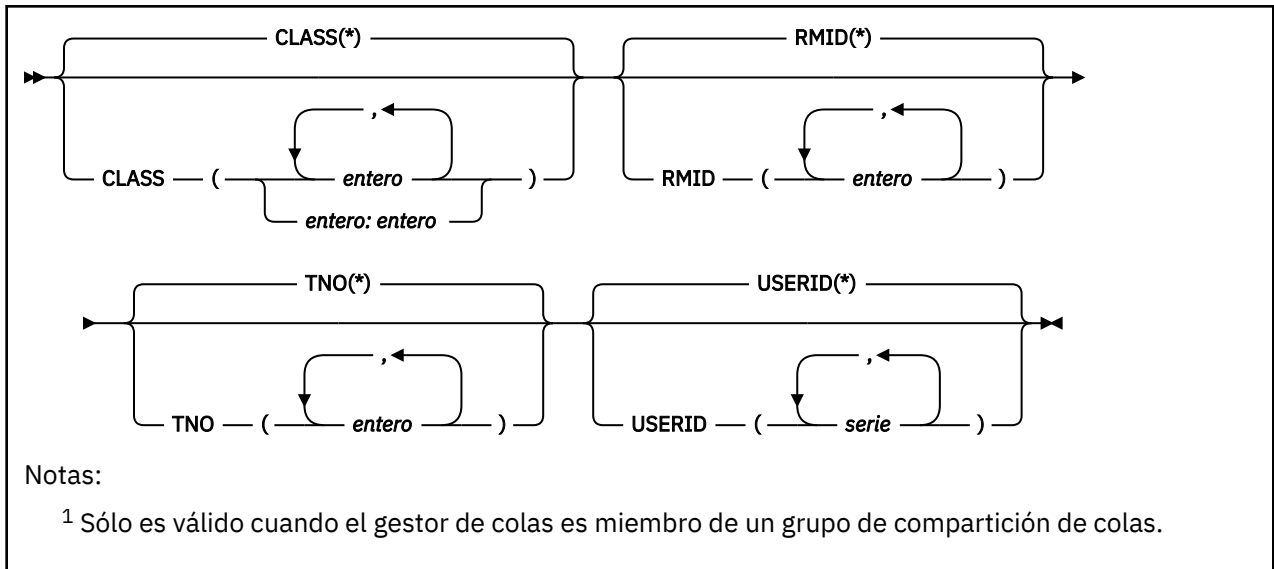 CLASS(*) RMID(*)
, ,
CLASS ( entero ) RMID ( entero )
entero: entero
TNO(*) USERID(*)
, ,
TNO ( entero ) USERID ( serie )
Notas:
1 Sólo es válido cuando el gestor de colas es miembro de un grupo de compartición de colas.